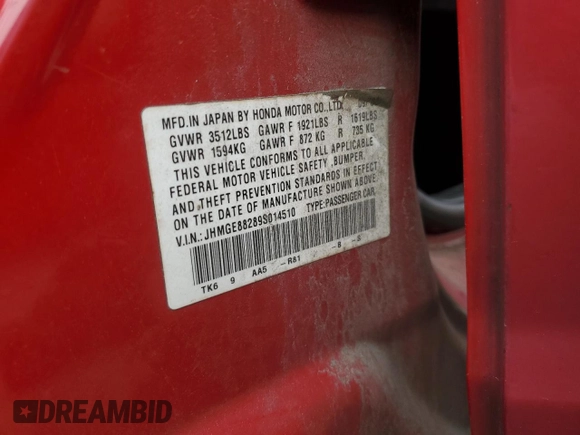 MFD.IN JAPAN BY HONDA MOTOR CO.,LTD.
GVWR 3512LBS GAWR F 1921LBS R 1619LBS
GVWR 1594KG GAWR F 872 KG R 735 KG
THIS VEHICLE CONFORMS TO ALL APPLICABLE
FEDERAL MOTOR VEHICLE SAFETY ,BUMPER,
AND THEFT PREVENTION STANDARDS IN EFFECT
ON THE DATE OF MANUFACTURE SHOWN ABOVE.
V.I.N.: JHMGE88289S014510 TYPE:PASSENGER CAR
TK6 9 AA5 -R81 -B -S
DREAMBID